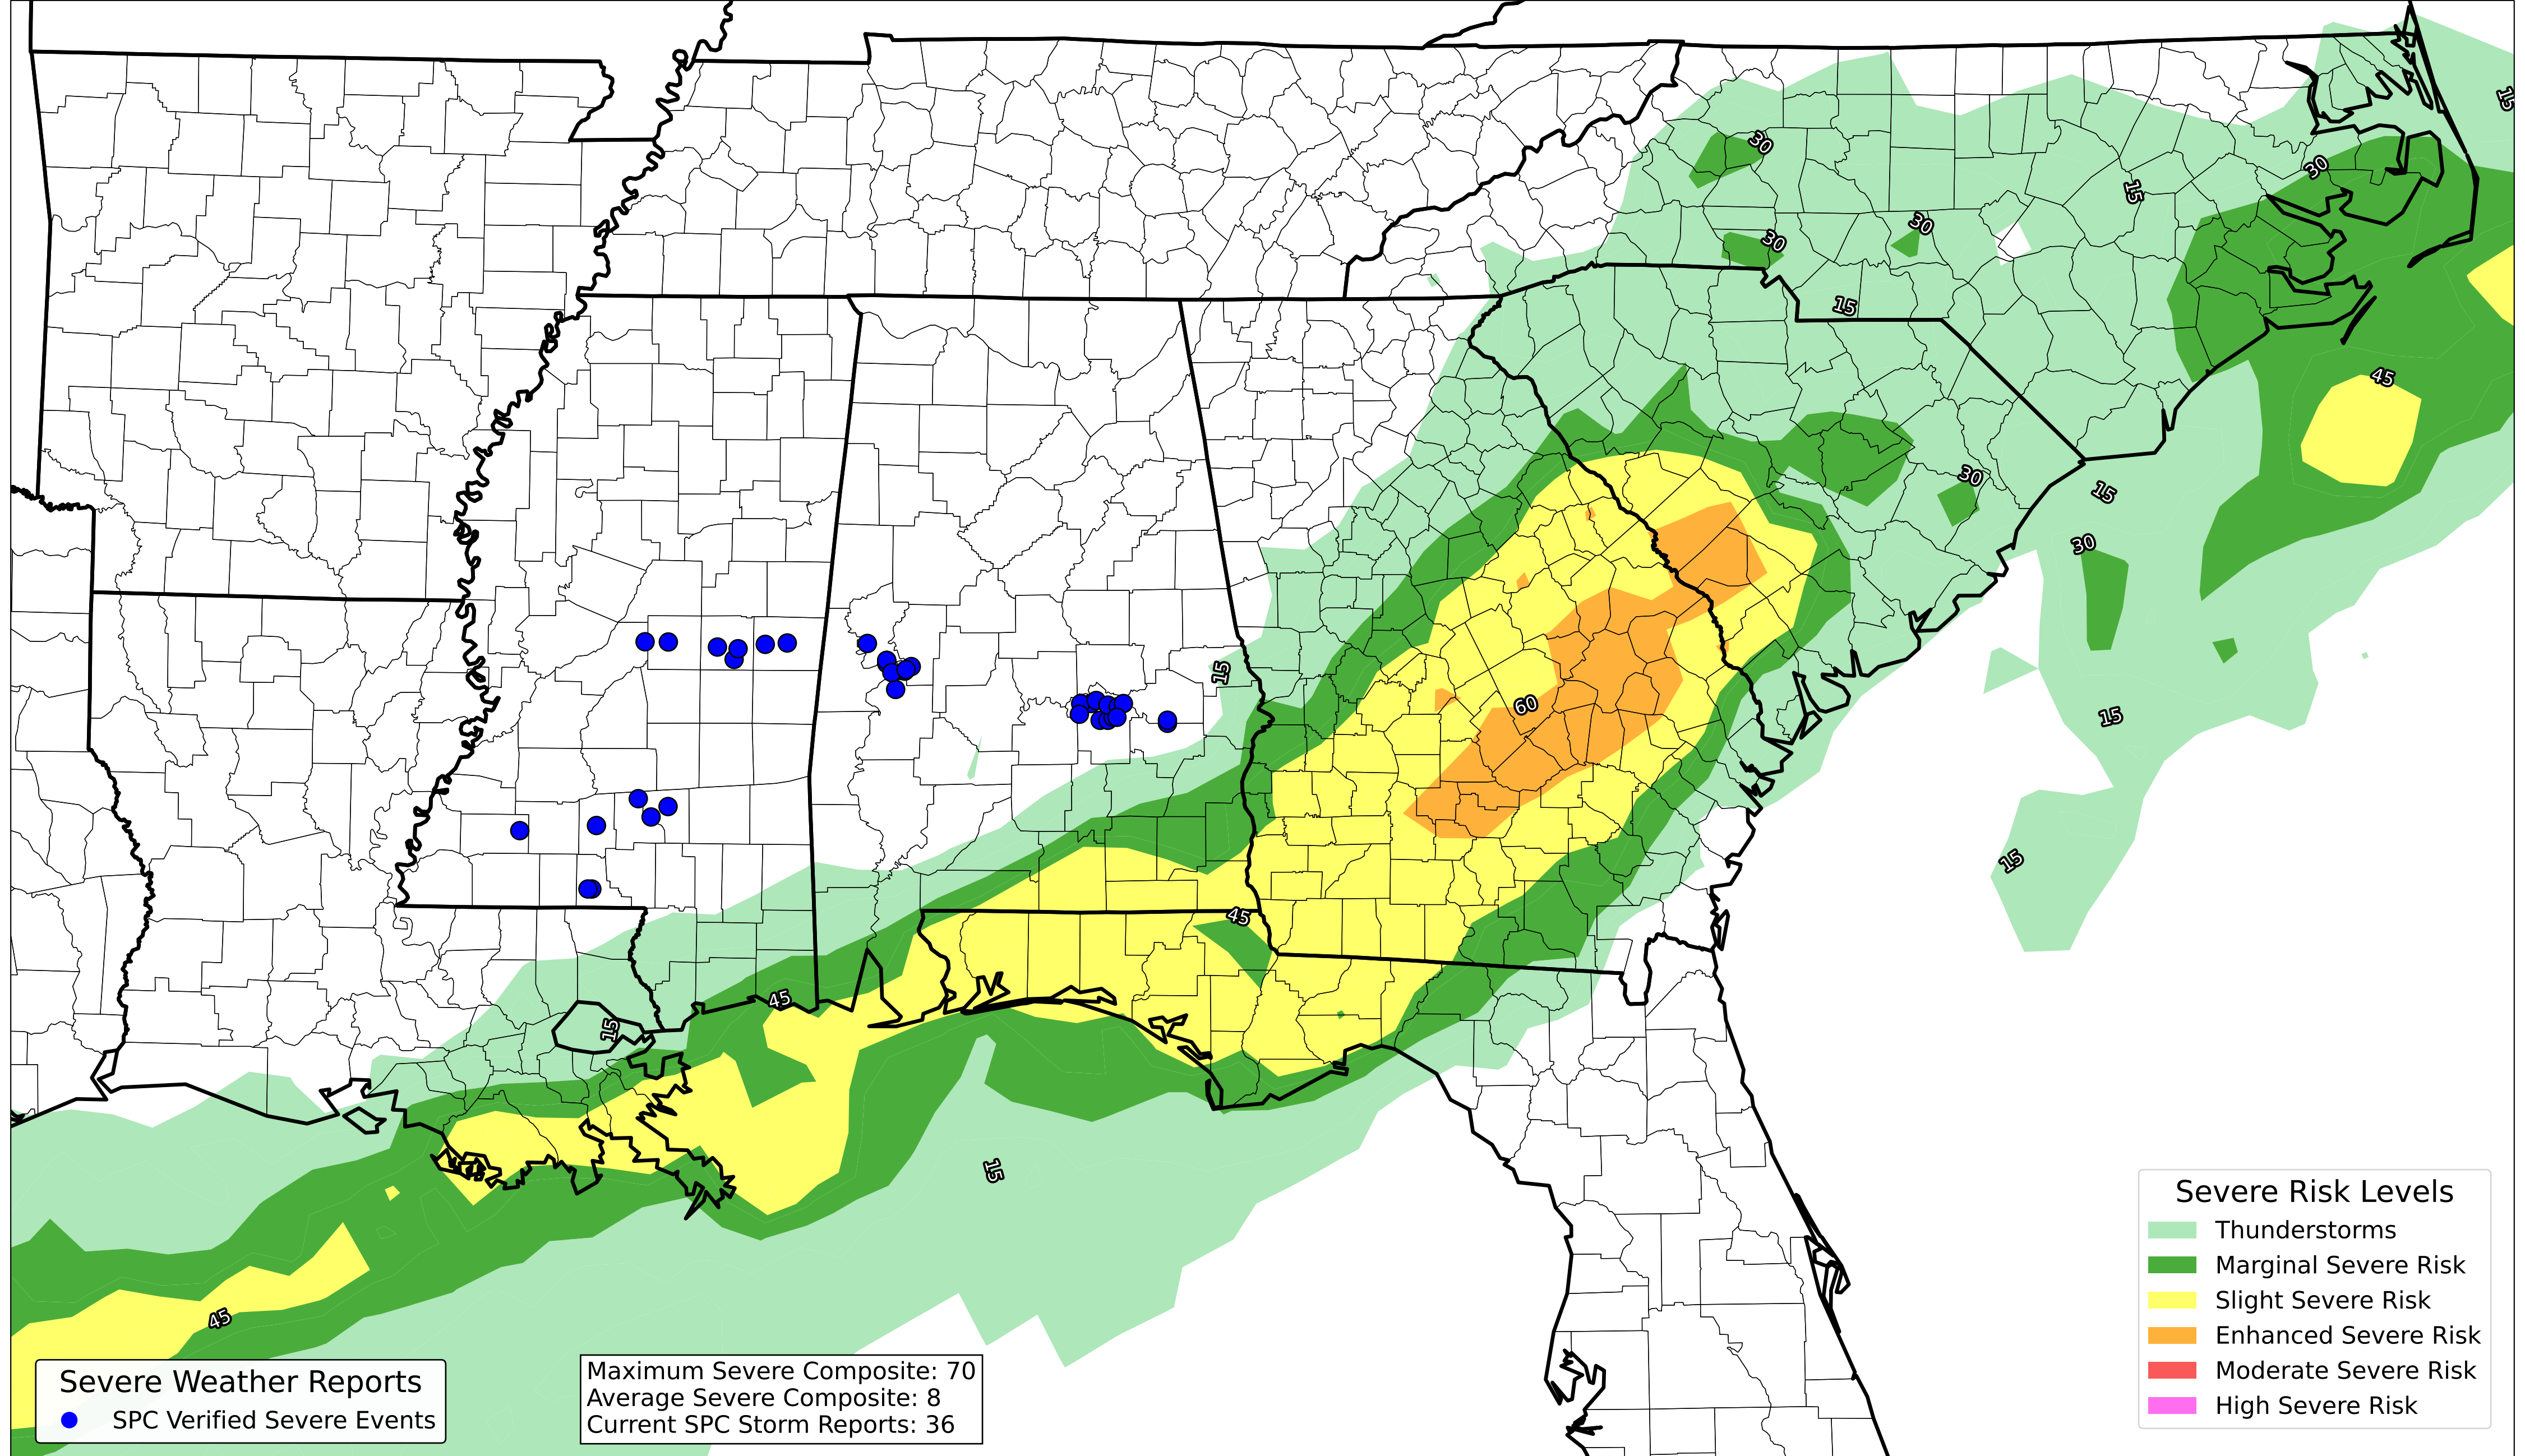 15
30
30
15
30
30
15
45
30
15
30
15
60
15
15
45
45
15
15
45
Severe Weather Reports
SPC Verified Severe Events
Maximum Severe Composite: 70
Average Severe Composite: 8
Current SPC Storm Reports: 36
Severe Risk Levels
Thunderstorms
Marginal Severe Risk
Slight Severe Risk
Enhanced Severe Risk
Moderate Severe Risk
High Severe Risk